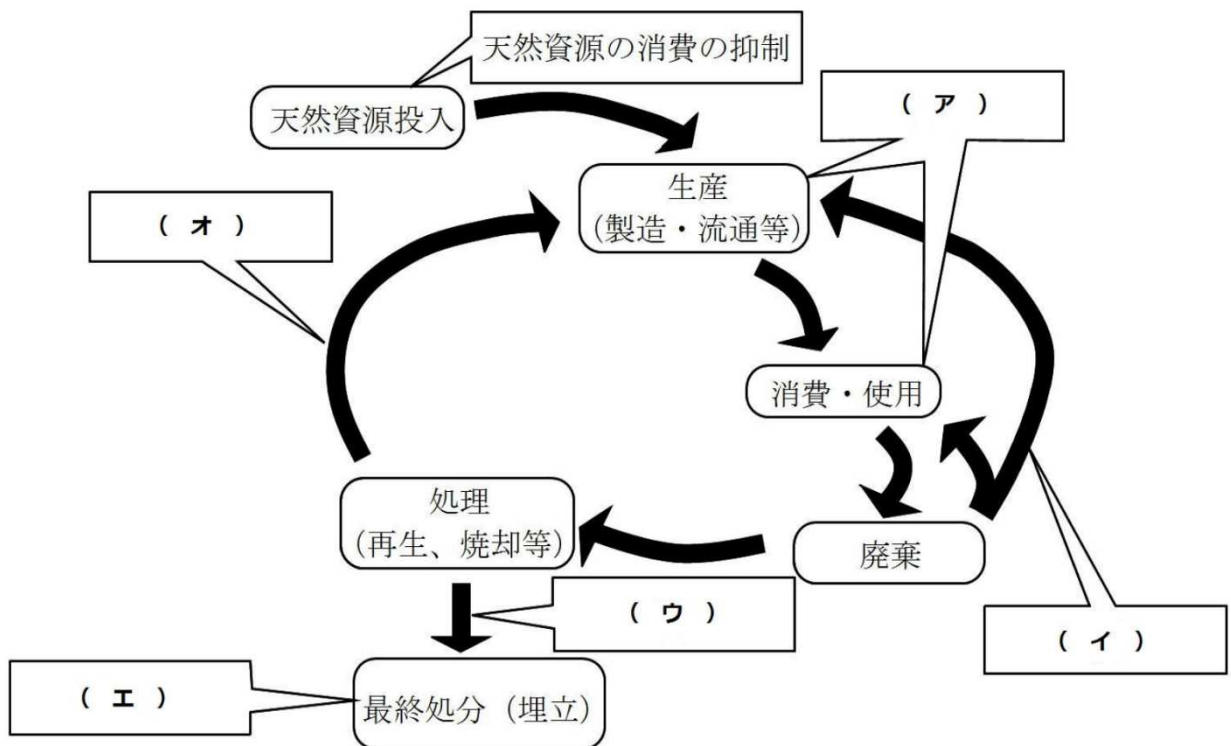 天然資源の消費の抑制
天然資源投入
( ア )
生産
(製造・流通等)
( オ )
消費・使用
処理
(再生、焼却等)
廃棄
( ウ )
( イ )
( エ )
最終処分（埋立）